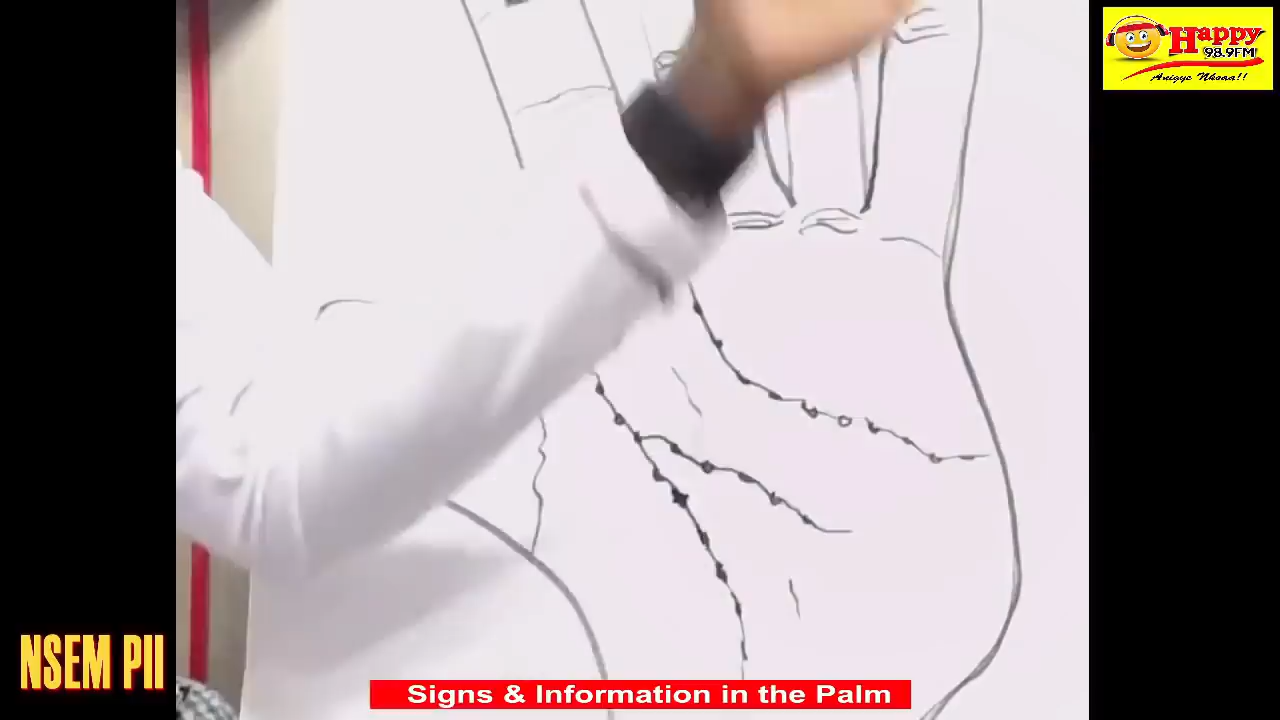 Happy
98.9FM
Anigye Nkoaa!!
NSEM PII
Signs & Information in the Palm